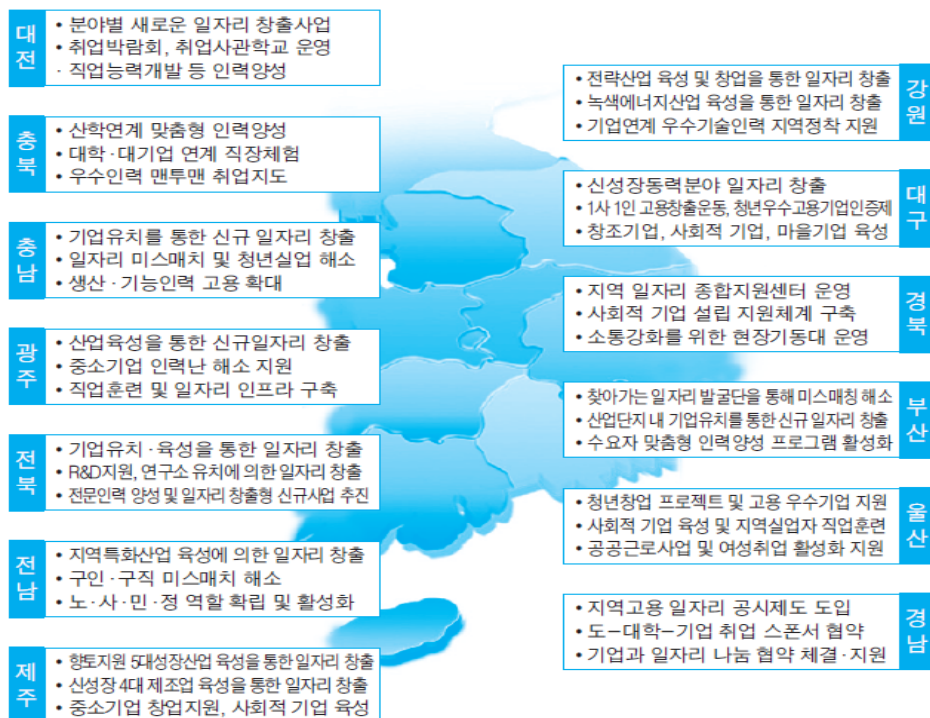 대전
• 분야별 새로운 일자리 창출사업
• 취업박람회, 취업사관학교 운영
· 직업능력개발 등 인력양성
충북
• 산학연계 맞춤형 인력양성
• 대학·대기업 연계 직장체험
• 우수인력 맨투맨 취업지도
충남
• 기업유치를 통한 신규 일자리 창출
• 일자리 미스매치 및 청년실업 해소
• 생산·기능인력 고용 확대
광주
• 산업육성을 통한 신규일자리 창출
• 중소기업 인력난 해소 지원
• 직업훈련 및 일자리 인프라 구축
전북
• 기업유치·육성을 통한 일자리 창출
• R&D지원, 연구소 유치에 의한 일자리 창출
• 전문인력 양성 및 일자리 창출형 신규사업 추진
전남
• 지역특화산업 육성에 의한 일자리 창출
• 구인·구직 미스매치 해소
• 노·사·민·정 역할 확립 및 활성화
제주
• 향토지원 5대성장산업 육성을 통한 일자리 창출
• 신성장 4대 제조업 육성을 통한 일자리 창출
• 중소기업 창업지원, 사회적 기업 육성
강원
• 전략산업 육성 및 창업을 통한 일자리 창출
• 녹색에너지산업 육성을 통한 일자리 창출
• 기업연계 우수기술인력 지역정착 지원
대구
• 신성장동력분야 일자리 창출
• 1사 1인 고용창출운동, 청년우수고용기업인증제
• 창조기업, 사회적 기업, 마을기업 육성
경북
• 지역 일자리 종합지원센터 운영
• 사회적 기업 설립 지원체계 구축
• 소통강화를 위한 현장기동대 운영
부산
• 찾아가는 일자리 발굴단을 통해 미스매칭 해소
• 산업단지 내 기업유치를 통한 신규 일자리 창출
• 수요자 맞춤형 인력양성 프로그램 활성화
울산
• 청년창업 프로젝트 및 고용 우수기업 지원
• 사회적 기업 육성 및 지역실업자 직업훈련
• 공공근로사업 및 여성취업 활성화 지원
경남
• 지역고용 일자리 공시제도 도입
• 도-대학-기업 취업 스폰서 협약
• 기업과 일자리 나눔 협약 체결·지원